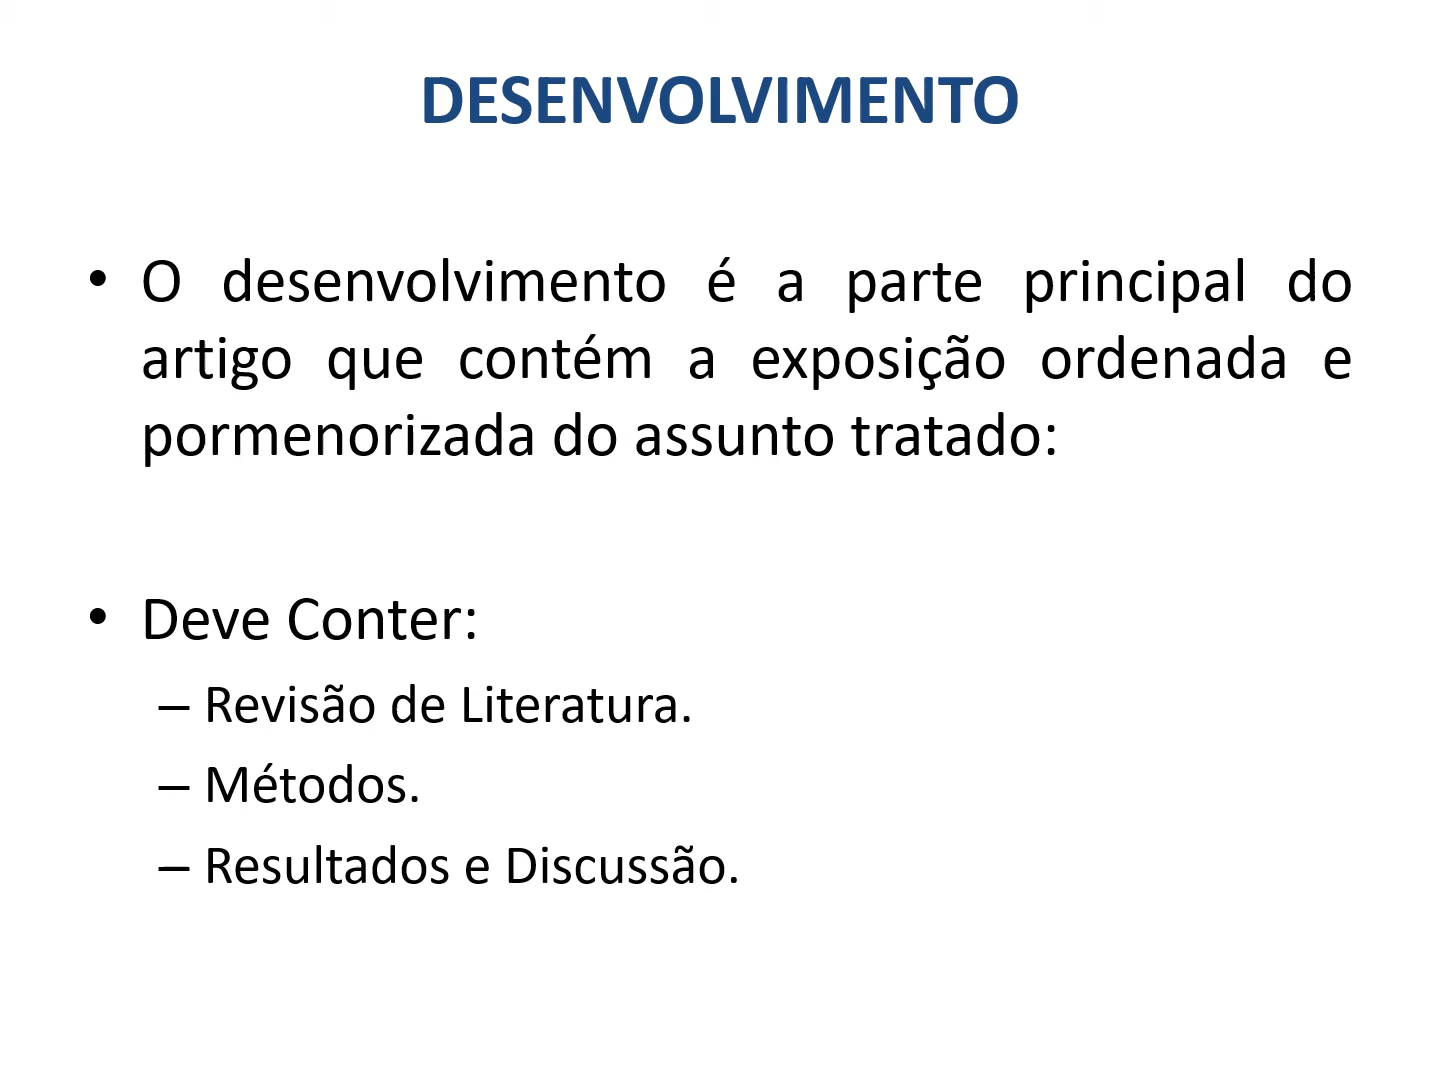 DESENVOLVIMENTO
• O desenvolvimento é a parte principal do
artigo que contém a exposição ordenada e
pormenorizada do assunto tratado:
• Deve Conter:
– Revisão de Literatura.
– Métodos.
– Resultados e Discussão.